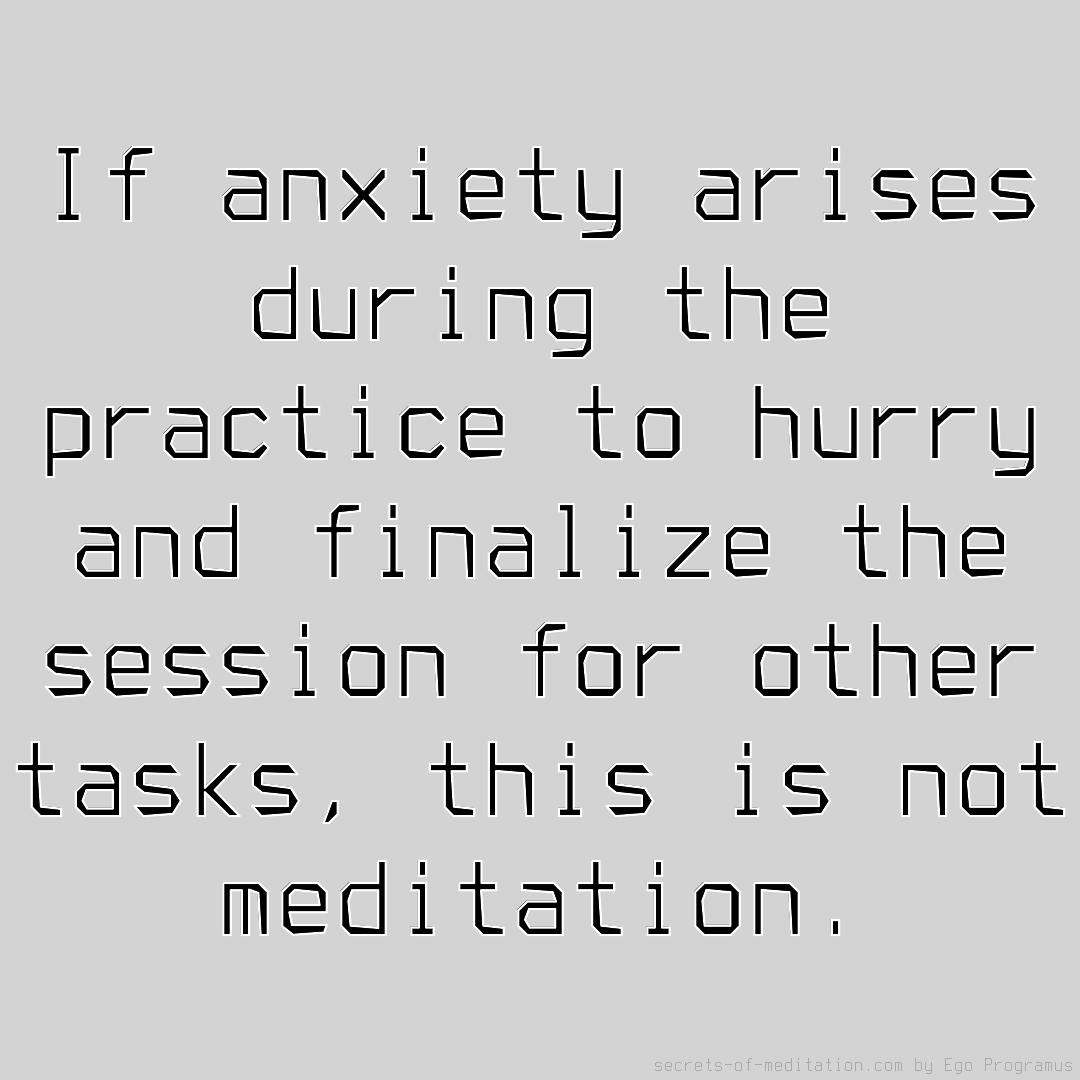 If anxiety arises
during the
practice to hurry
and finalize the
session for other
tasks, this is not
meditation.
secrets-of-meditation.com by Ego Programus